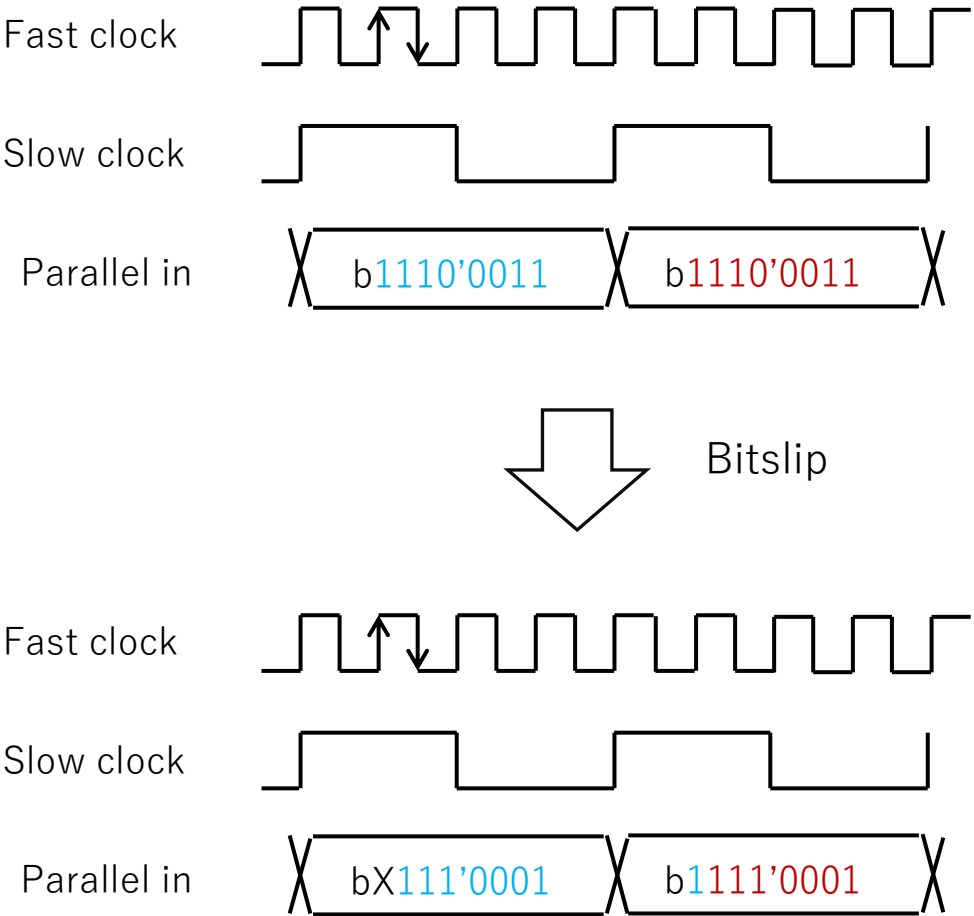 Fast clock
Slow clock
Parallel in b1110’0011 b1110’0011
Bitslip
Fast clock
Slow clock
Parallel in bX111’0001 b1111’0001